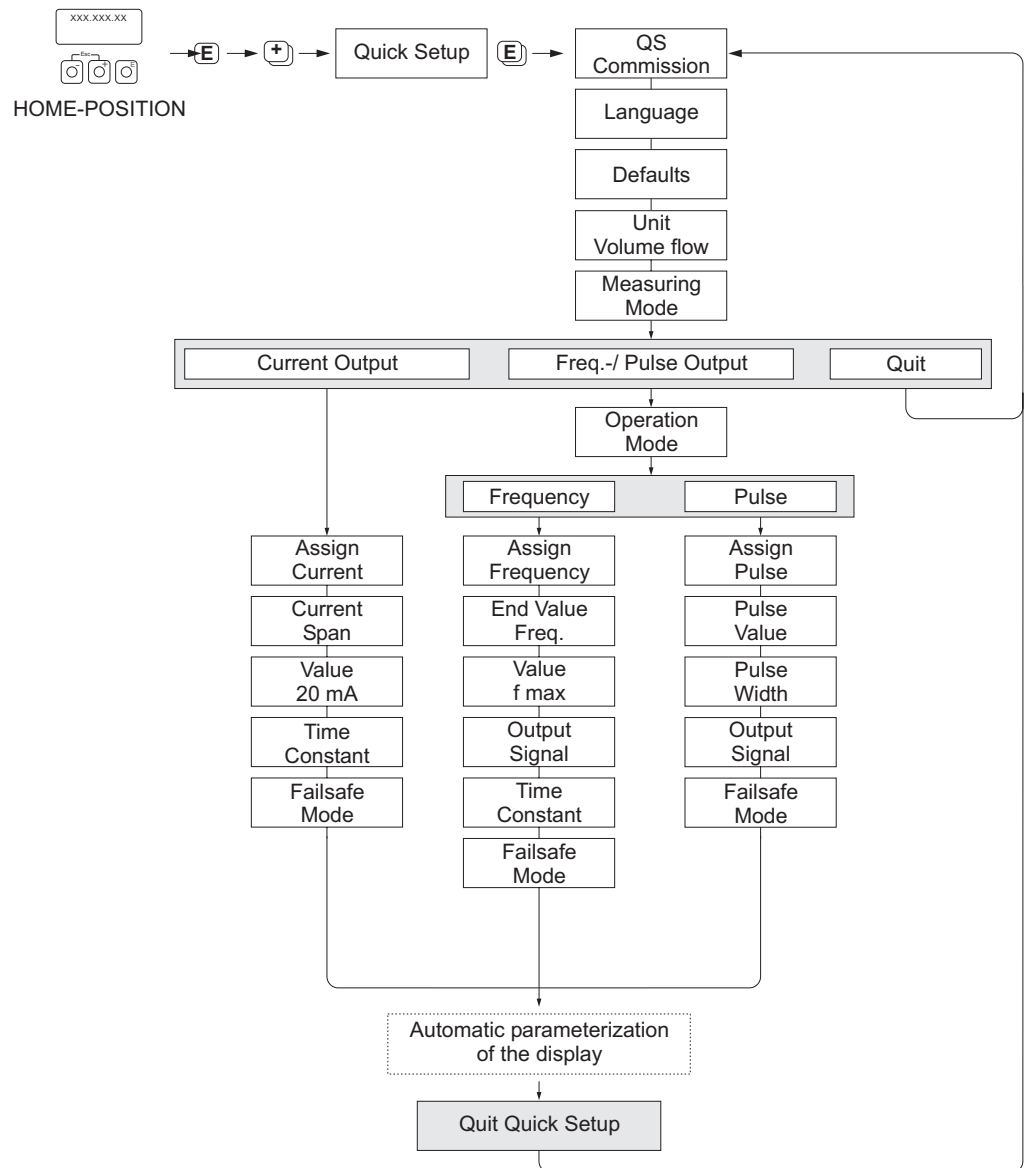 xxx.xxx.xx
Esc
-
+
E
HOME-POSITION
E
+
Quick Setup
E
QS
Commission
Language
Defaults
Unit
Volume flow
Measuring
Mode
Current Output
Freq.-/ Pulse Output
Quit
Operation
Mode
Frequency
Pulse
Assign
Current
Current
Span
Value
20 mA
Time
Constant
Failsafe
Mode
Assign
Frequency
End Value
Freq.
Value
f max
Output
Signal
Time
Constant
Failsafe
Mode
Assign
Pulse
Pulse
Value
Pulse
Width
Output
Signal
Failsafe
Mode
Automatic parameterization
of the display
Quit Quick Setup